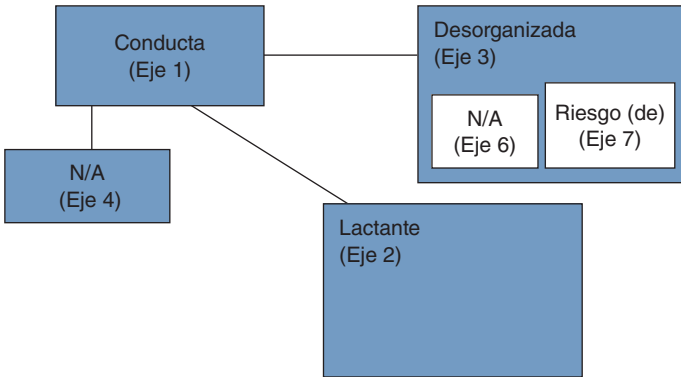 Conducta
(Eje 1)
Desorganizada
(Eje 3)
N/A
(Eje 6)
Riesgo (de)
(Eje 7)
N/A
(Eje 4)
Lactante
(Eje 2)